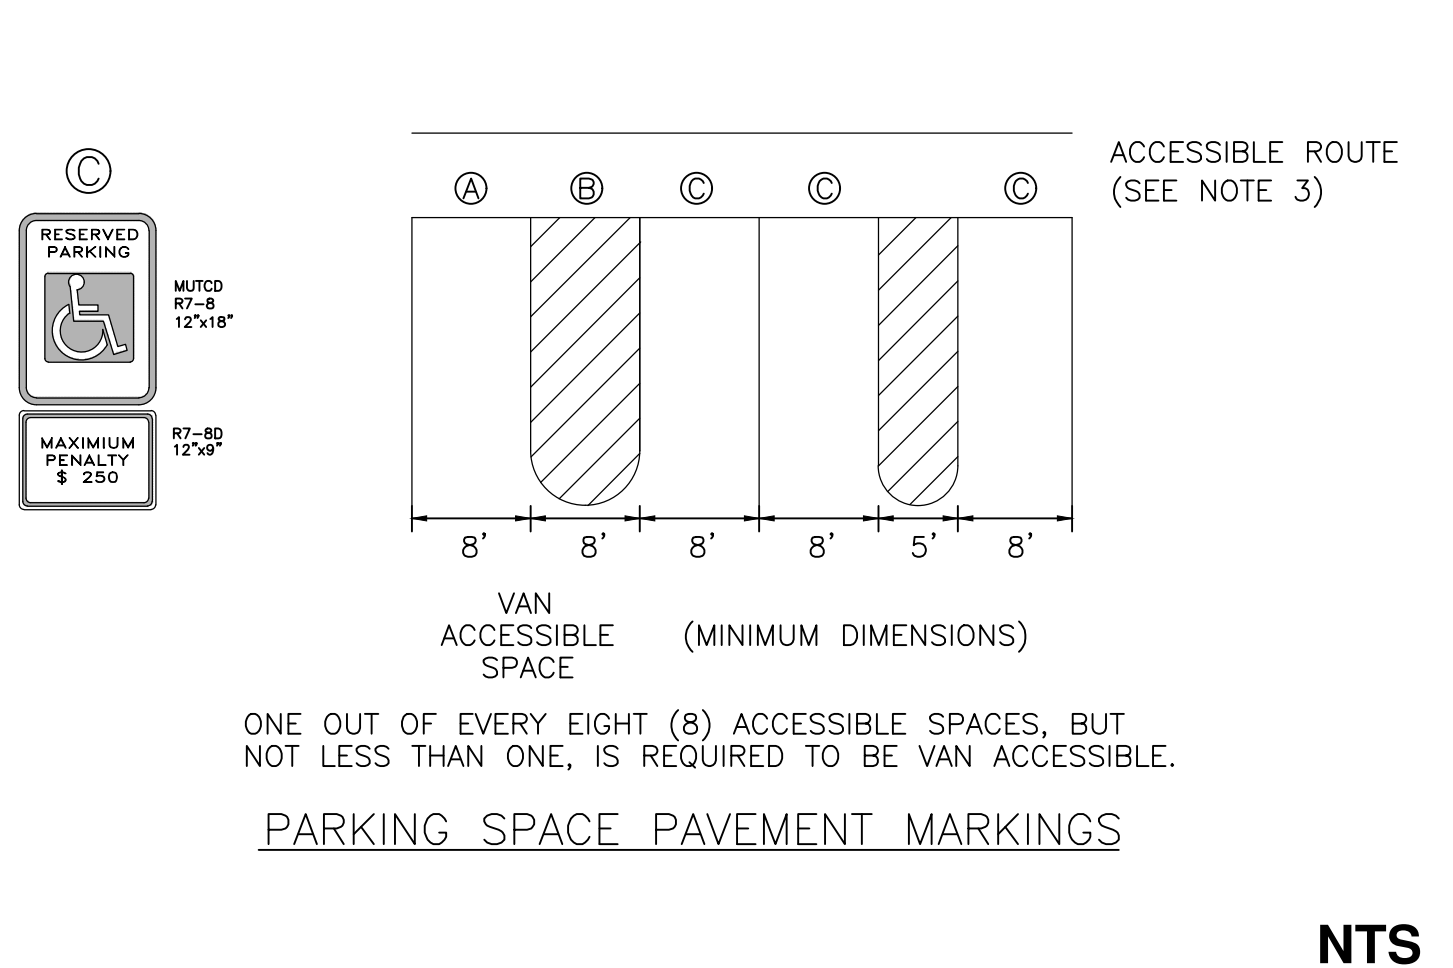 C
RESERVED
PARKING
MUTCD
R7-8
12"x18"
MAXIMIUM
PENALTY
$ 250
R7-8D
12"x9"
A B C C C
ACCESSIBLE ROUTE
(SEE NOTE 3)
8' 8' 8' 8' 5' 8'
VAN
ACCESSIBLE
SPACE
(MINIMUM DIMENSIONS)
ONE OUT OF EVERY EIGHT (8) ACCESSIBLE SPACES, BUT
NOT LESS THAN ONE, IS REQUIRED TO BE VAN ACCESSIBLE.
PARKING SPACE PAVEMENT MARKINGS
NTS